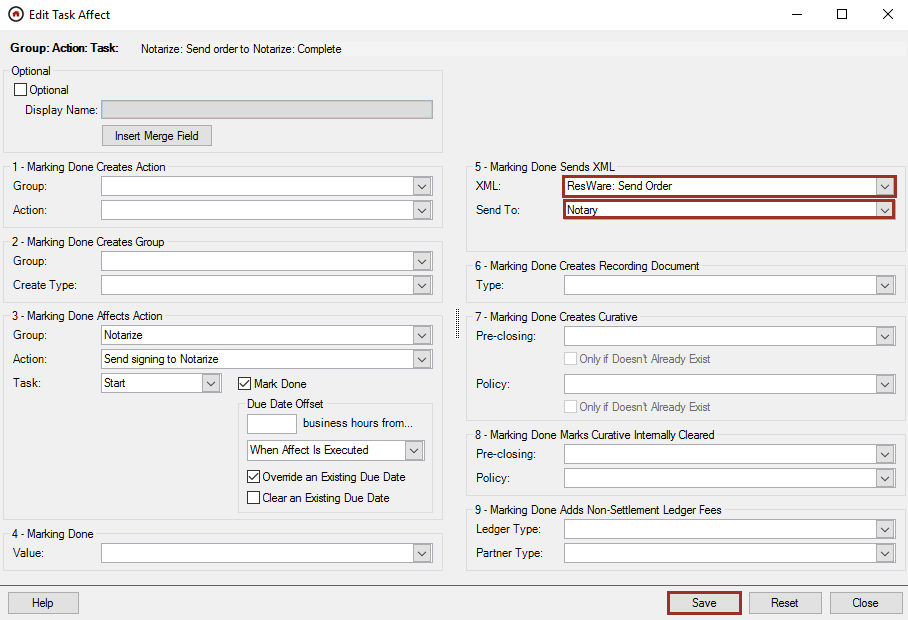 Edit Task Affect
Group: Action: Task: Notarize: Send order to Notarize: Complete
Optional
Optional
Display Name:
Insert Merge Field
1 - Marking Done Creates Action
Group:
Action:
2 - Marking Done Creates Group
Group:
Create Type:
3 - Marking Done Affects Action
Group: Notarize
Action: Send signing to Notarize
Task: Start
Mark Done
Due Date Offset
business hours from...
When Affect Is Executed
Override an Existing Due Date
Clear an Existing Due Date
4 - Marking Done
Value:
5 - Marking Done Sends XML
XML: ResWare: Send Order
Send To: Notary
6 - Marking Done Creates Recording Document
Type:
7 - Marking Done Creates Curative
Pre-closing:
Only if Doesn't Already Exist
Policy:
Only if Doesn't Already Exist
8 - Marking Done Marks Curative Internally Cleared
Pre-closing:
Policy:
9 - Marking Done Adds Non-Settlement Ledger Fees
Ledger Type:
Partner Type:
Help
Save
Reset
Close